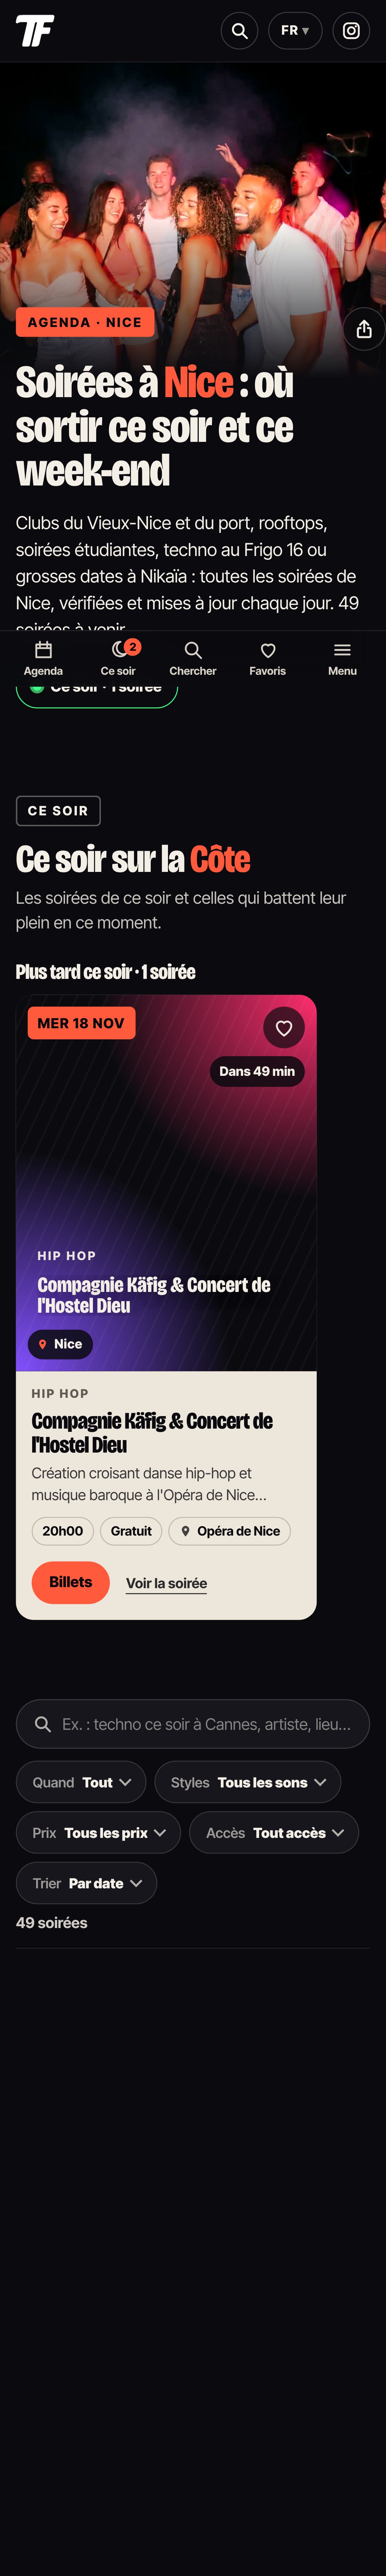 TF
FR ▾
AGENDA · NICE
Soirées à Nice : où
sortir ce soir et ce
week-end
Clubs du Vieux-Nice et du port, rooftops,
soirées étudiantes, techno au Frigo 16 ou
grosses dates à Nikaïa : toutes les soirées de
Nice, vérifiées et mises à jour chaque jour. 49
soirées à venir
2
Agenda
Ce soir
Chercher
Favoris
Menu
Ce soir · 1 soirée
CE SOIR
Ce soir sur la Côte
Les soirées de ce soir et celles qui battent leur
plein en ce moment.
Plus tard ce soir · 1 soirée
MER 18 NOV
Dans 49 min
HIP HOP
Compagnie Käfig & Concert de
l'Hostel Dieu
Nice
HIP HOP
Compagnie Käfig & Concert de
l'Hostel Dieu
Création croisant danse hip-hop et
musique baroque à l'Opéra de Nice...
20h00
Gratuit
Opéra de Nice
Billets
Voir la soirée
Ex. : techno ce soir à Cannes, artiste, lieu...
Quand Tout
Styles Tous les sons
Prix Tous les prix
Accès Tout accès
Trier Par date
49 soirées